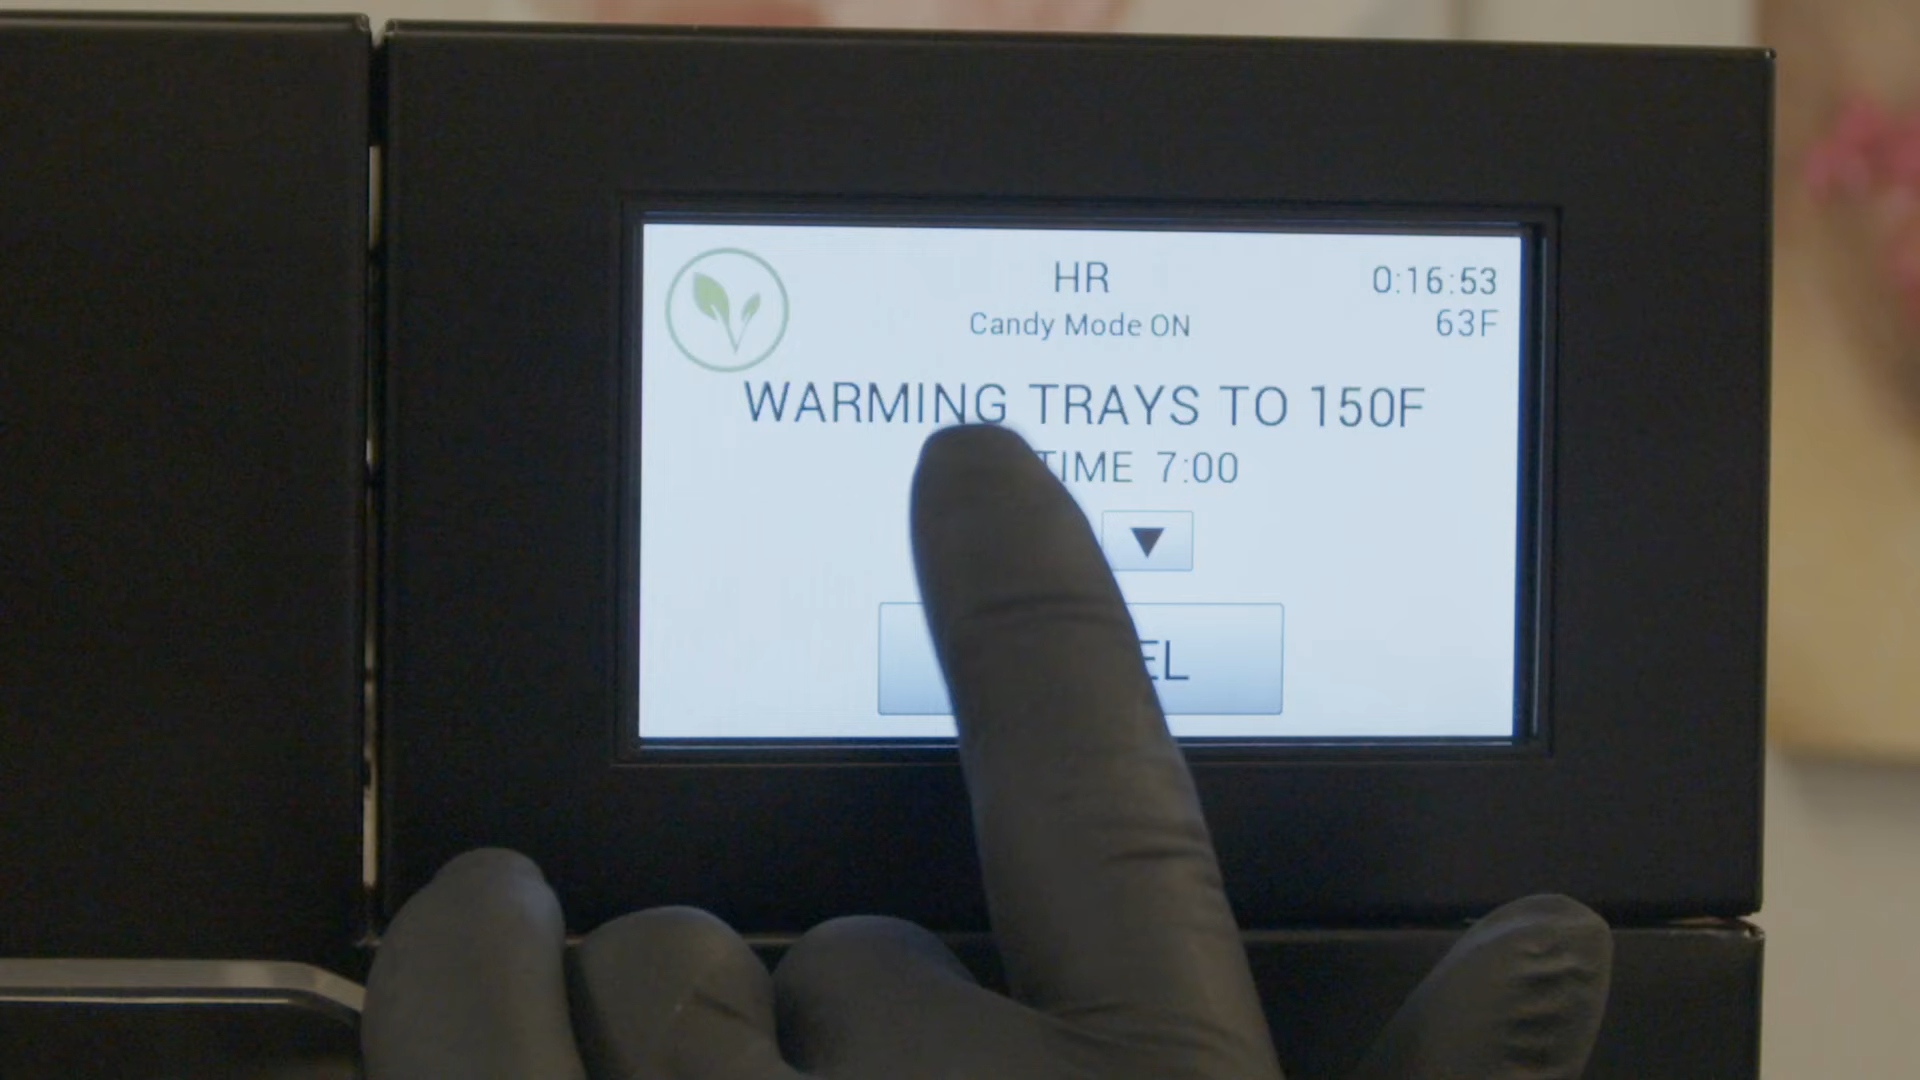 HR
0:16:53
Candy Mode ON
63F
WARMING TRAYS TO 150F
TIME 7:00